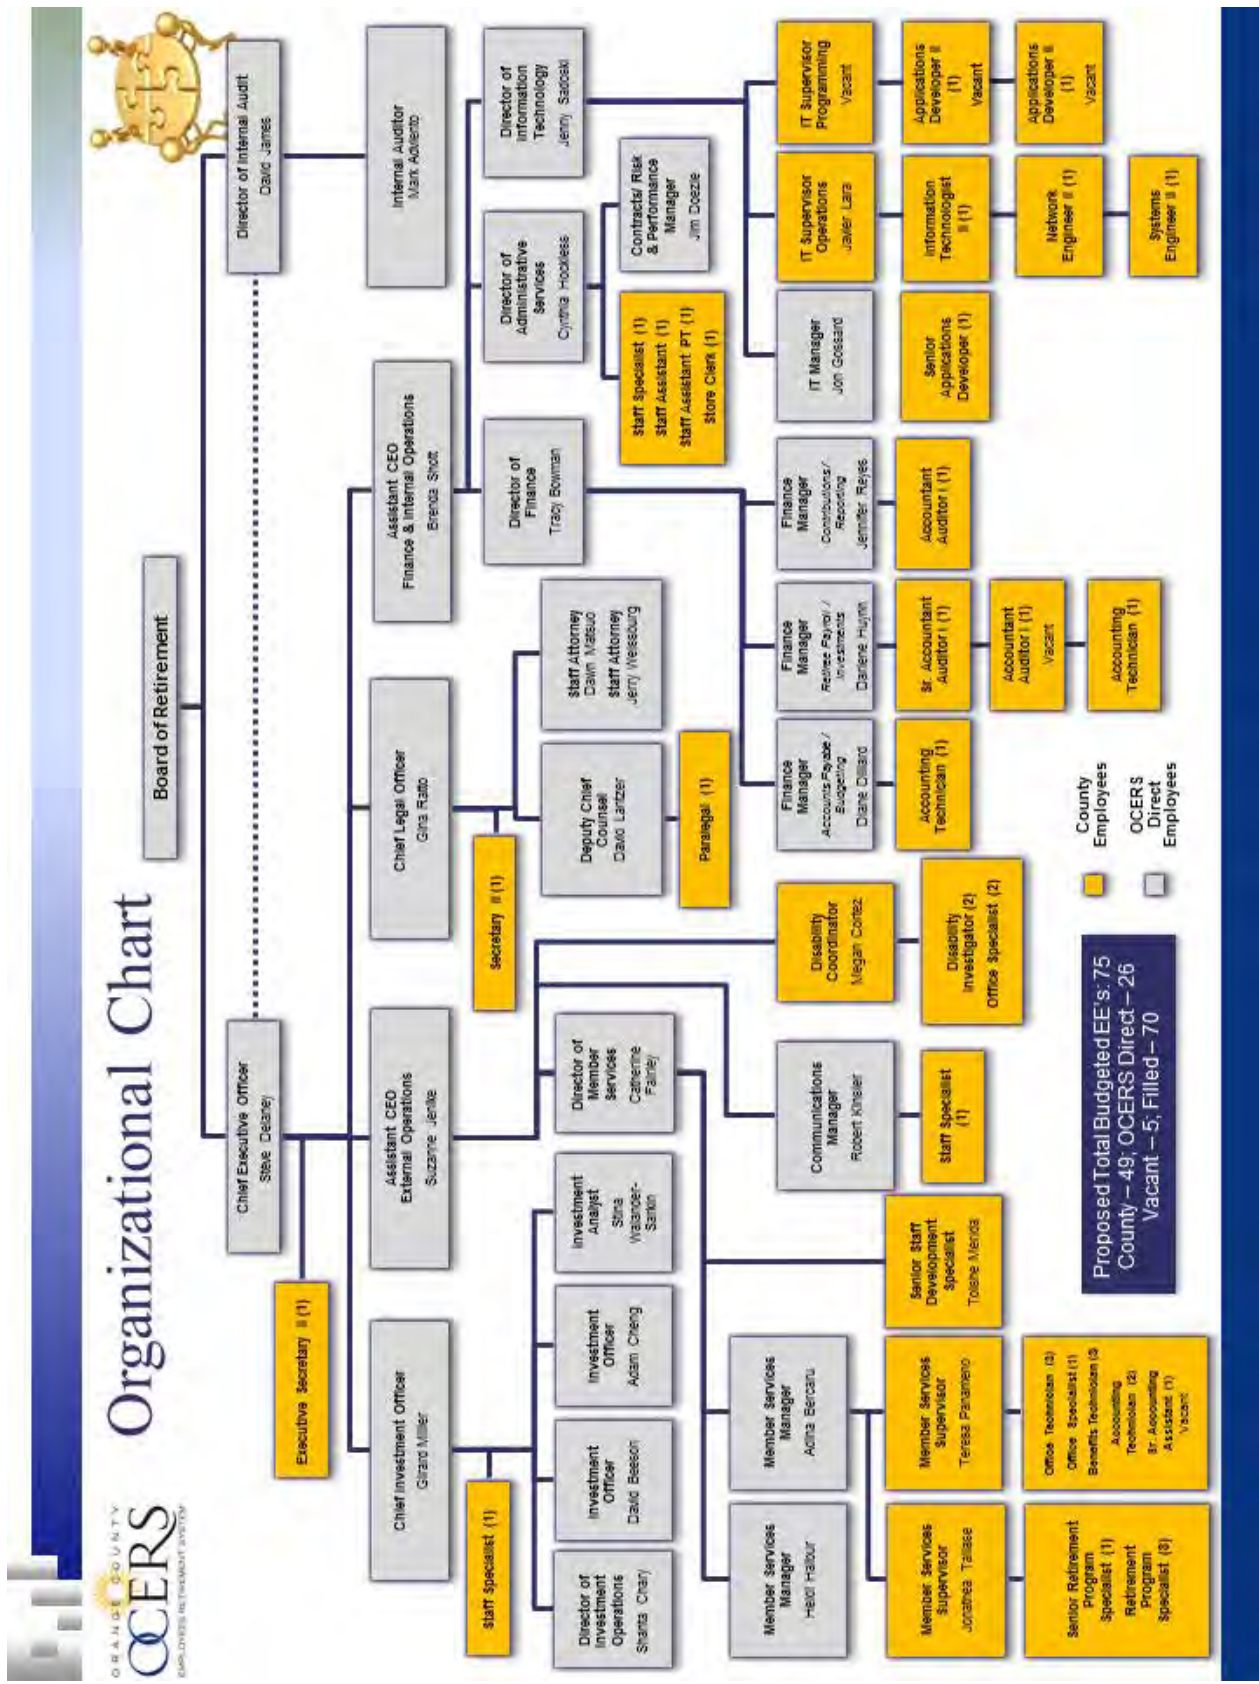 ORANGE COUNTY
OCERS
EMPLOYEES RETIREMENT SYSTEM
Organizational Chart
Board of Retirement
Chief Executive Officer
Steve Delaney
Director of Internal Audit
David James
Executive Secretary II (1)
Internal Auditor
Mark Adviento
Chief Investment Officer
Girard Miller
Assistant CEO
External Operations
Suzanne Jenike
Chief Legal Officer
Gina Ratto
Assistant CEO
Finance & Internal Operations
Brenda Shott
Staff Specialist (1)
Secretary II (1)
Director of
Investment
Operations
Shanta Chary
Investment
Officer
David Beeson
Investment
Officer
Adam Cheng
Investment
Analyst
Stina
Walander-
Sarkin
Director of
Member
Services
Catherine
Fairley
Deputy Chief
Counsel
David Lantzer
Staff Attorney
Dawn Matsuo
Staff Attorney
Jerry Weissburg
Director of
Finance
Tracy Bowman
Director of
Administrative
Services
Cynthia Hockless
Director of
Information
Technology
Jenny Sadoski
Paralegal (1)
Staff Specialist (1)
Staff Assistant (1)
Staff Assistant PT (1)
Store Clerk (1)
Contracts/ Risk
& Performance
Manager
Jim Doezie
Member Services
Manager
Heidi Halbur
Member Services
Manager
Adina Bercaru
Communications
Manager
Robert Kinsler
Disability
Coordinator
Megan Cortez
Finance
Manager
Accounts Payabe /
Budgeting
Diane Dillard
Finance
Manager
Retiree Payroll /
Investments
Darlene Huynh
Finance
Manager
Contributions/
Reporting
Jennifer Reyes
IT Manager
Jon Gossard
IT Supervisor
Operations
Javier Lara
IT Supervisor
Programming
Vacant
Member Services
Supervisor
Jonathea Tallase
Member Services
Supervisor
Teresa Panameno
Senior Staff
Development
Specialist
Toishe Merida
Staff Specialist
(1)
Disability
Investigator (2)
Office Specialist (2)
Accounting
Technician (1)
Sr. Accountant
Auditor I (1)
Accountant
Auditor I (1)
Senior
Applications
Developer (1)
Information
Technologist
II (1)
Applications
Developer II
(1)
Vacant
Senior Retirement
Program
Specialist (1)
Retirement
Program
Specialist (3)
Office Technician (3)
Office Specialist (1)
Benefits Technician (3
Accounting
Technician (2)
Sr. Accounting
Assistant (1)
Vacant
Accountant
Auditor I (1)
Vacant
Network
Engineer II (1)
Applications
Developer II
(1)
Vacant
Accounting
Technician (1)
Systems
Engineer II (1)
Proposed Total Budgeted EE's: 75
County – 49; OCERS Direct – 26
Vacant – 5; Filled – 70
County
Employees
OCERS
Direct
Employees